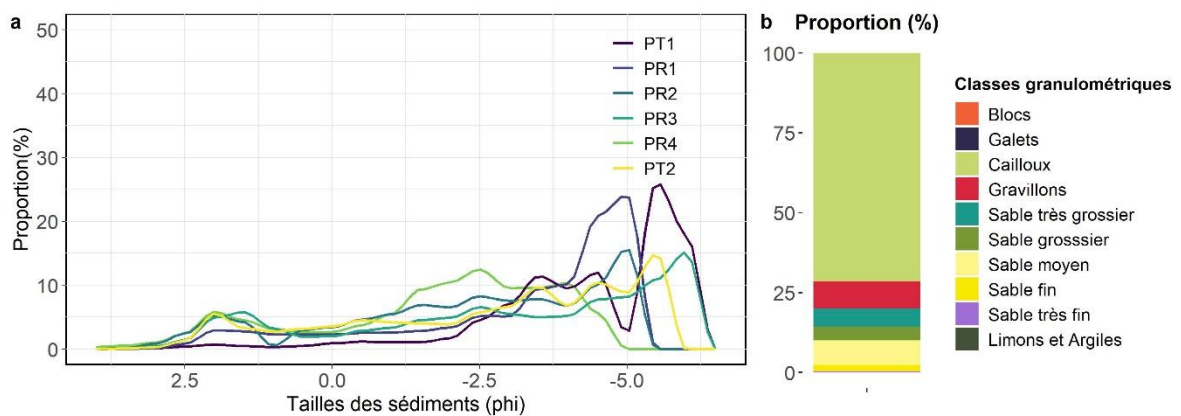 a
50
40
30
20
10
0
Proportion(%)
2.5 0.0 -2.5 -5.0
Tailles des sédiments (phi)
PT1
PR1
PR2
PR3
PR4
PT2
b Proportion (%)
100
75
50
25
0
Classes granulométriques
Blocs
Galets
Cailloux
Gravillons
Sable très grossier
Sable grosssier
Sable moyen
Sable fin
Sable très fin
Limons et Argiles